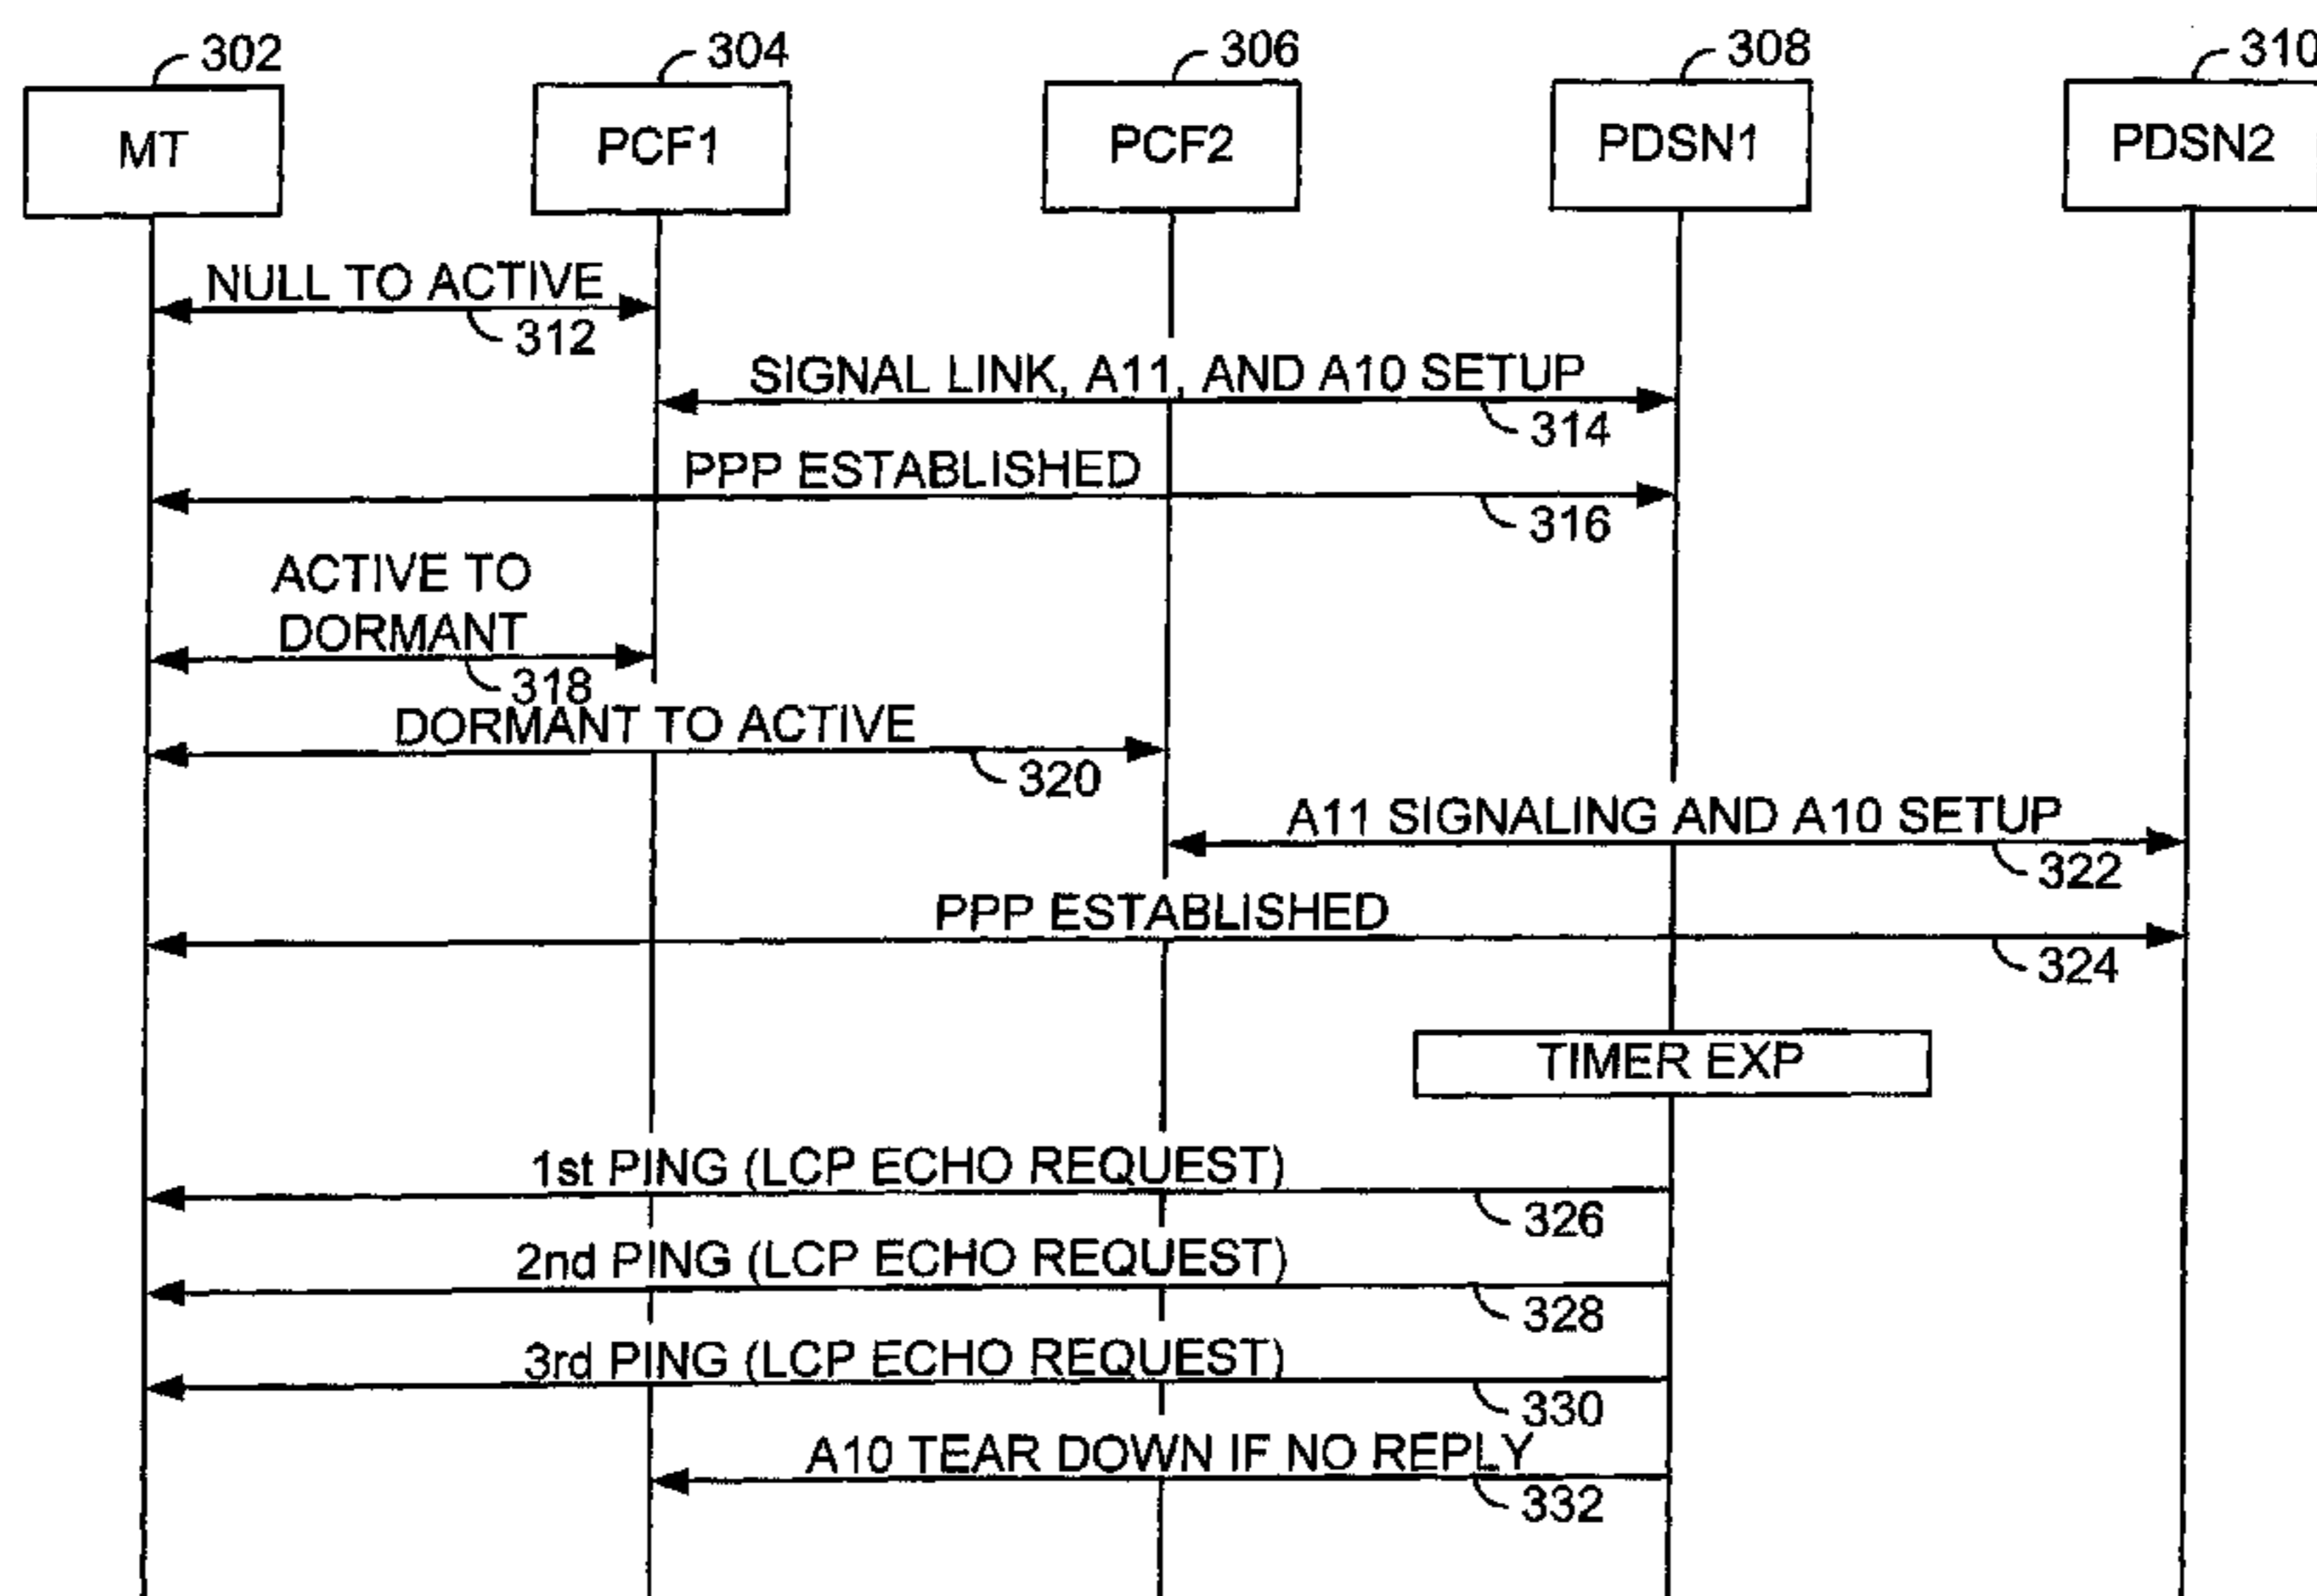 302
304
306
308
310
MT
PCF1
PCF2
PDSN1
PDSN2
NULL TO ACTIVE
312
SIGNAL LINK, A11, AND A10 SETUP
314
PPP ESTABLISHED
316
ACTIVE TO
DORMANT
318
DORMANT TO ACTIVE
320
A11 SIGNALING AND A10 SETUP
322
PPP ESTABLISHED
324
TIMER EXP
1st PING (LCP ECHO REQUEST)
326
2nd PING (LCP ECHO REQUEST)
328
3rd PING (LCP ECHO REQUEST)
330
A10 TEAR DOWN IF NO REPLY
332